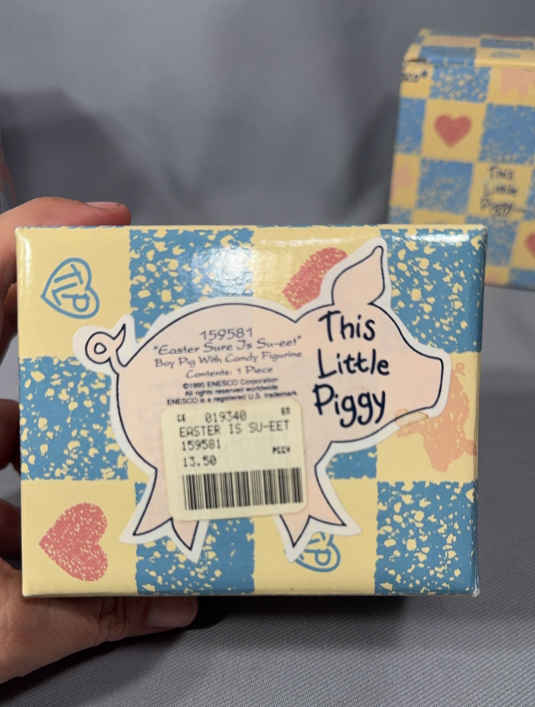 This
Little
Piggy
TLP
159581
"Easter Sure Is Su-eet"
Boy Pig With Candy Figurine
Contents: 1 Piece
©1995 ENESCO Corporation
All rights reserved worldwide
ENESCO is a registered U.S. trademark.
This
Little
Piggy
019340
EASTER IS SU-EET
159581
13.50
TLP